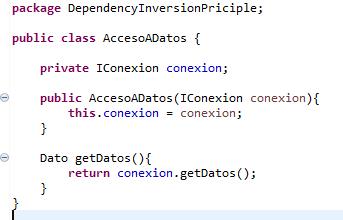 package DependencyInversionPriciple;
public class AccesoADatos {
private IConexion conexion;
public AccesoADatos(IConexion conexion){
this.conexion = conexion;
}
Dato getDatos(){
return conexion.getDatos();
}
}